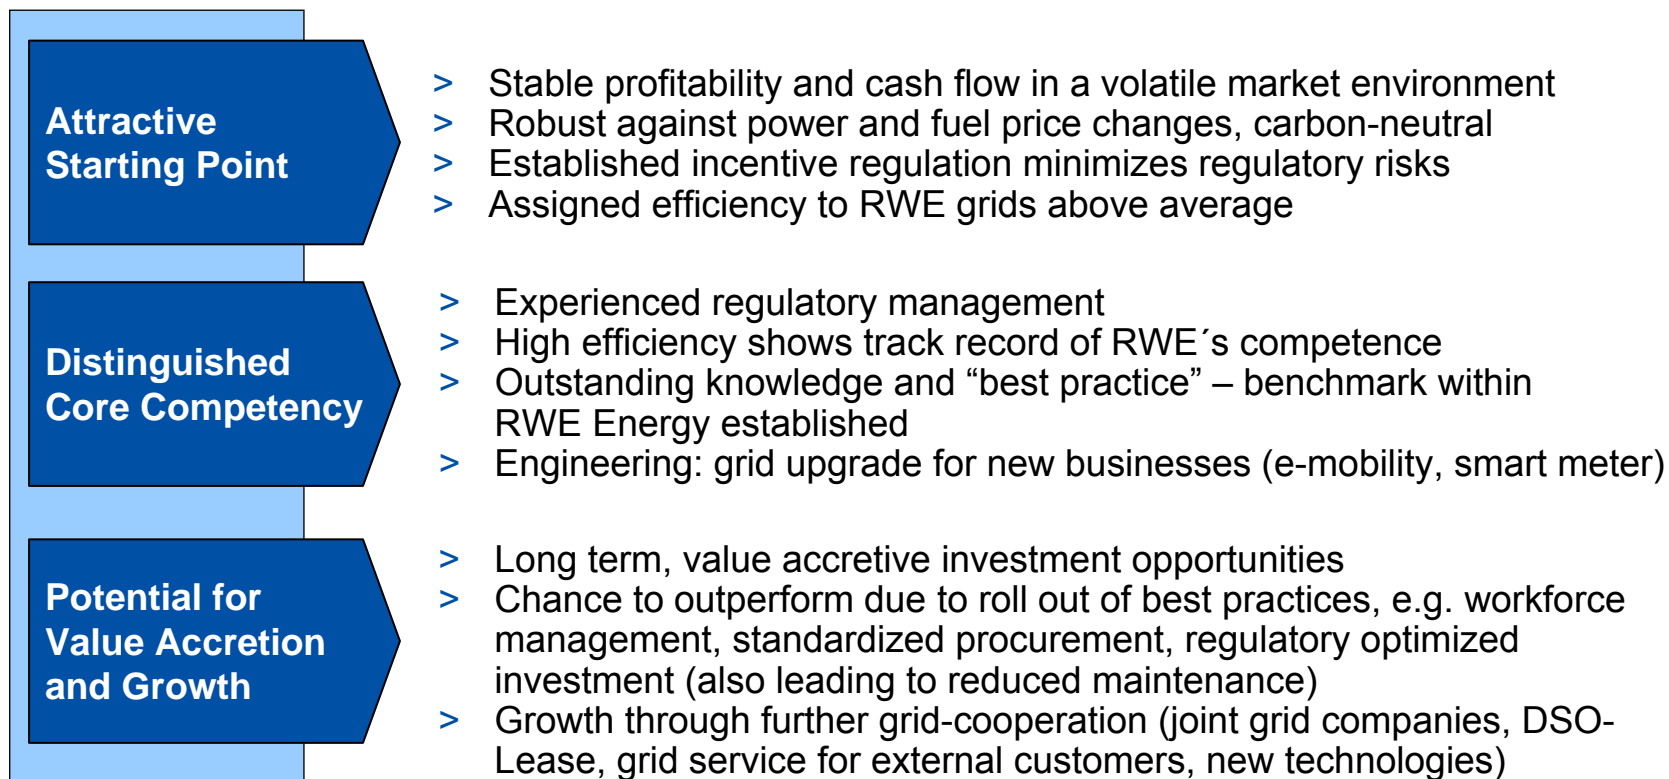 Attractive
Starting Point
> Stable profitability and cash flow in a volatile market environment
> Robust against power and fuel price changes, carbon-neutral
> Established incentive regulation minimizes regulatory risks
> Assigned efficiency to RWE grids above average
Distinguished
Core Competency
> Experienced regulatory management
> High efficiency shows track record of RWE´s competence
> Outstanding knowledge and “best practice” – benchmark within
RWE Energy established
> Engineering: grid upgrade for new businesses (e-mobility, smart meter)
Potential for
Value Accretion
and Growth
> Long term, value accretive investment opportunities
> Chance to outperform due to roll out of best practices, e.g. workforce
management, standardized procurement, regulatory optimized
investment (also leading to reduced maintenance)
> Growth through further grid-cooperation (joint grid companies, DSO-
Lease, grid service for external customers, new technologies)